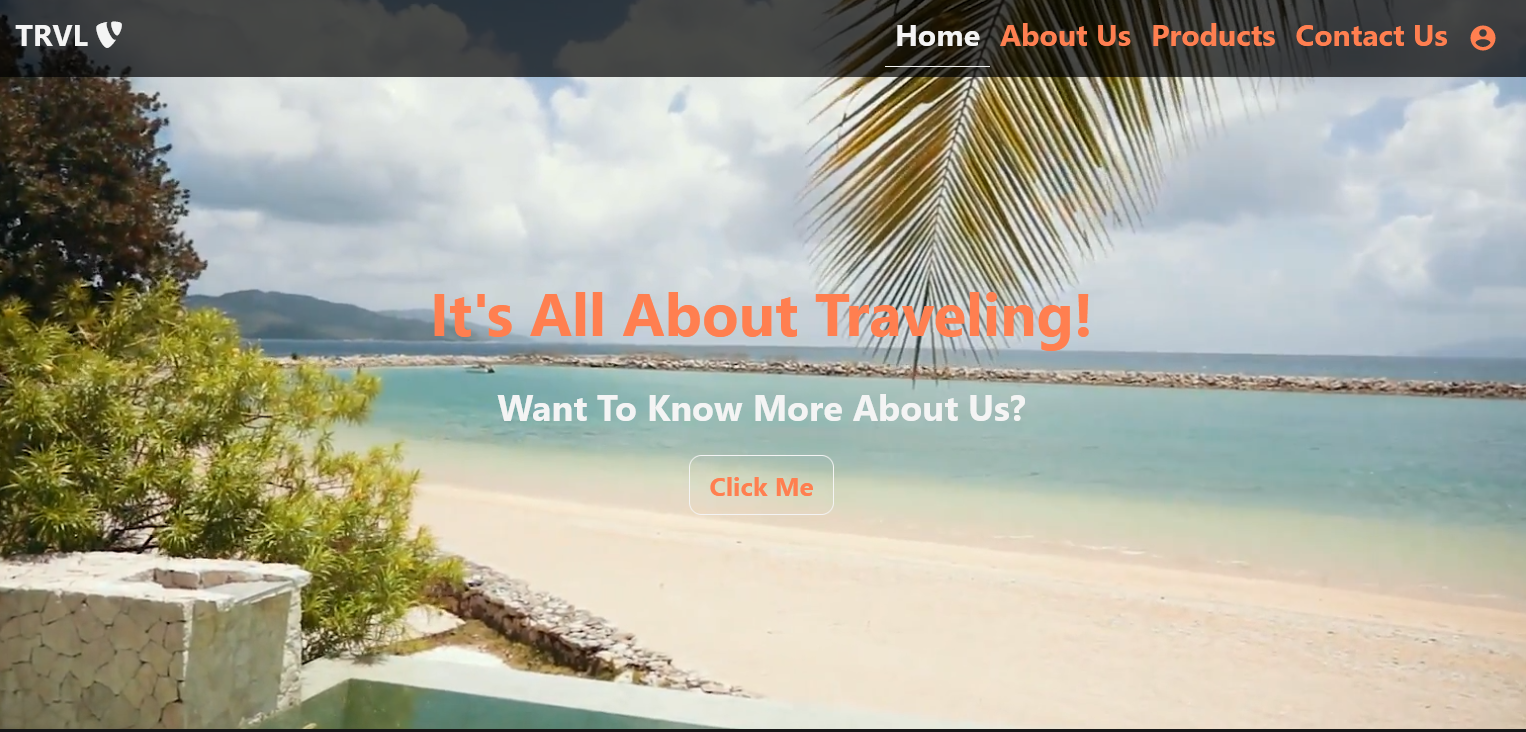 TRVL
Home About Us Products Contact Us
It's All About Traveling!
Want To Know More About Us?
Click Me